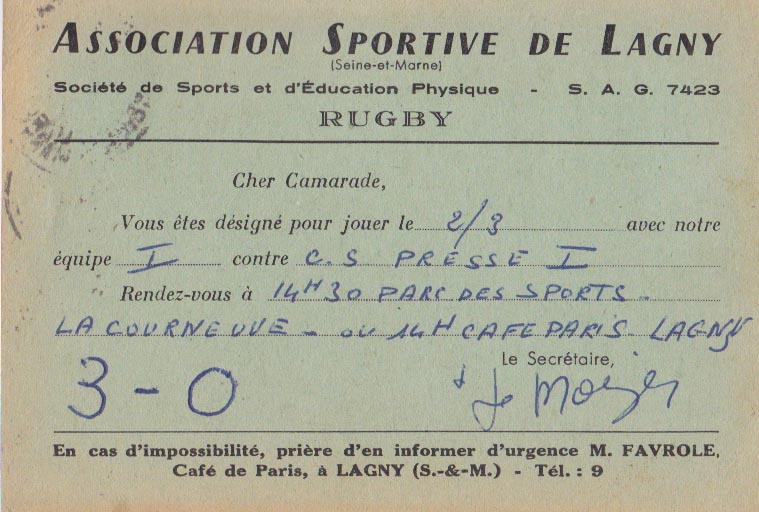 ASSOCIATION SPORTIVE DE LAGNY
(Seine-et-Marne)
Société de Sports et d'Éducation Physique - S. A. G. 7423
RUGBY
Cher Camarade,
Vous êtes désigné pour jouer le 2/3 avec notre
équipe I contre C.S PRESSE I
Rendez-vous à 14H30 PARC DES SPORTS -
LA COURNEUVE - OU 14H CAFE PARIS LAGNY
Le Secrétaire,
3 - 0
En cas d'impossibilité, prière d'en informer d'urgence M. FAVROLE,
Café de Paris, à LAGNY (S.-&-M.) - Tél. : 9